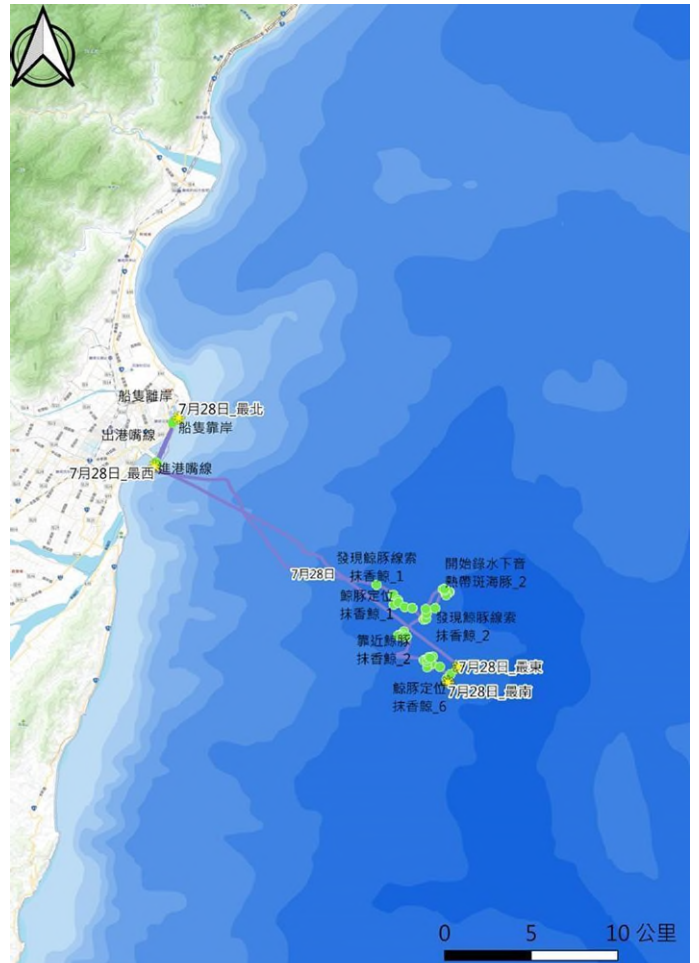 船隻離岸
7月28日_最北
船隻靠岸
出港嘴線
進港嘴線
7月28日_最西
發現鯨豚線索
抹香鯨_1
開始錄水下音
熱帶斑海豚_2
7月28日
鯨豚定位
抹香鯨_1
發現鯨豚線索
抹香鯨_2
靠近鯨豚
抹香鯨_2
7月28日_最東
鯨豚定位
抹香鯨_6
7月28日_最南
0 5 10 公里